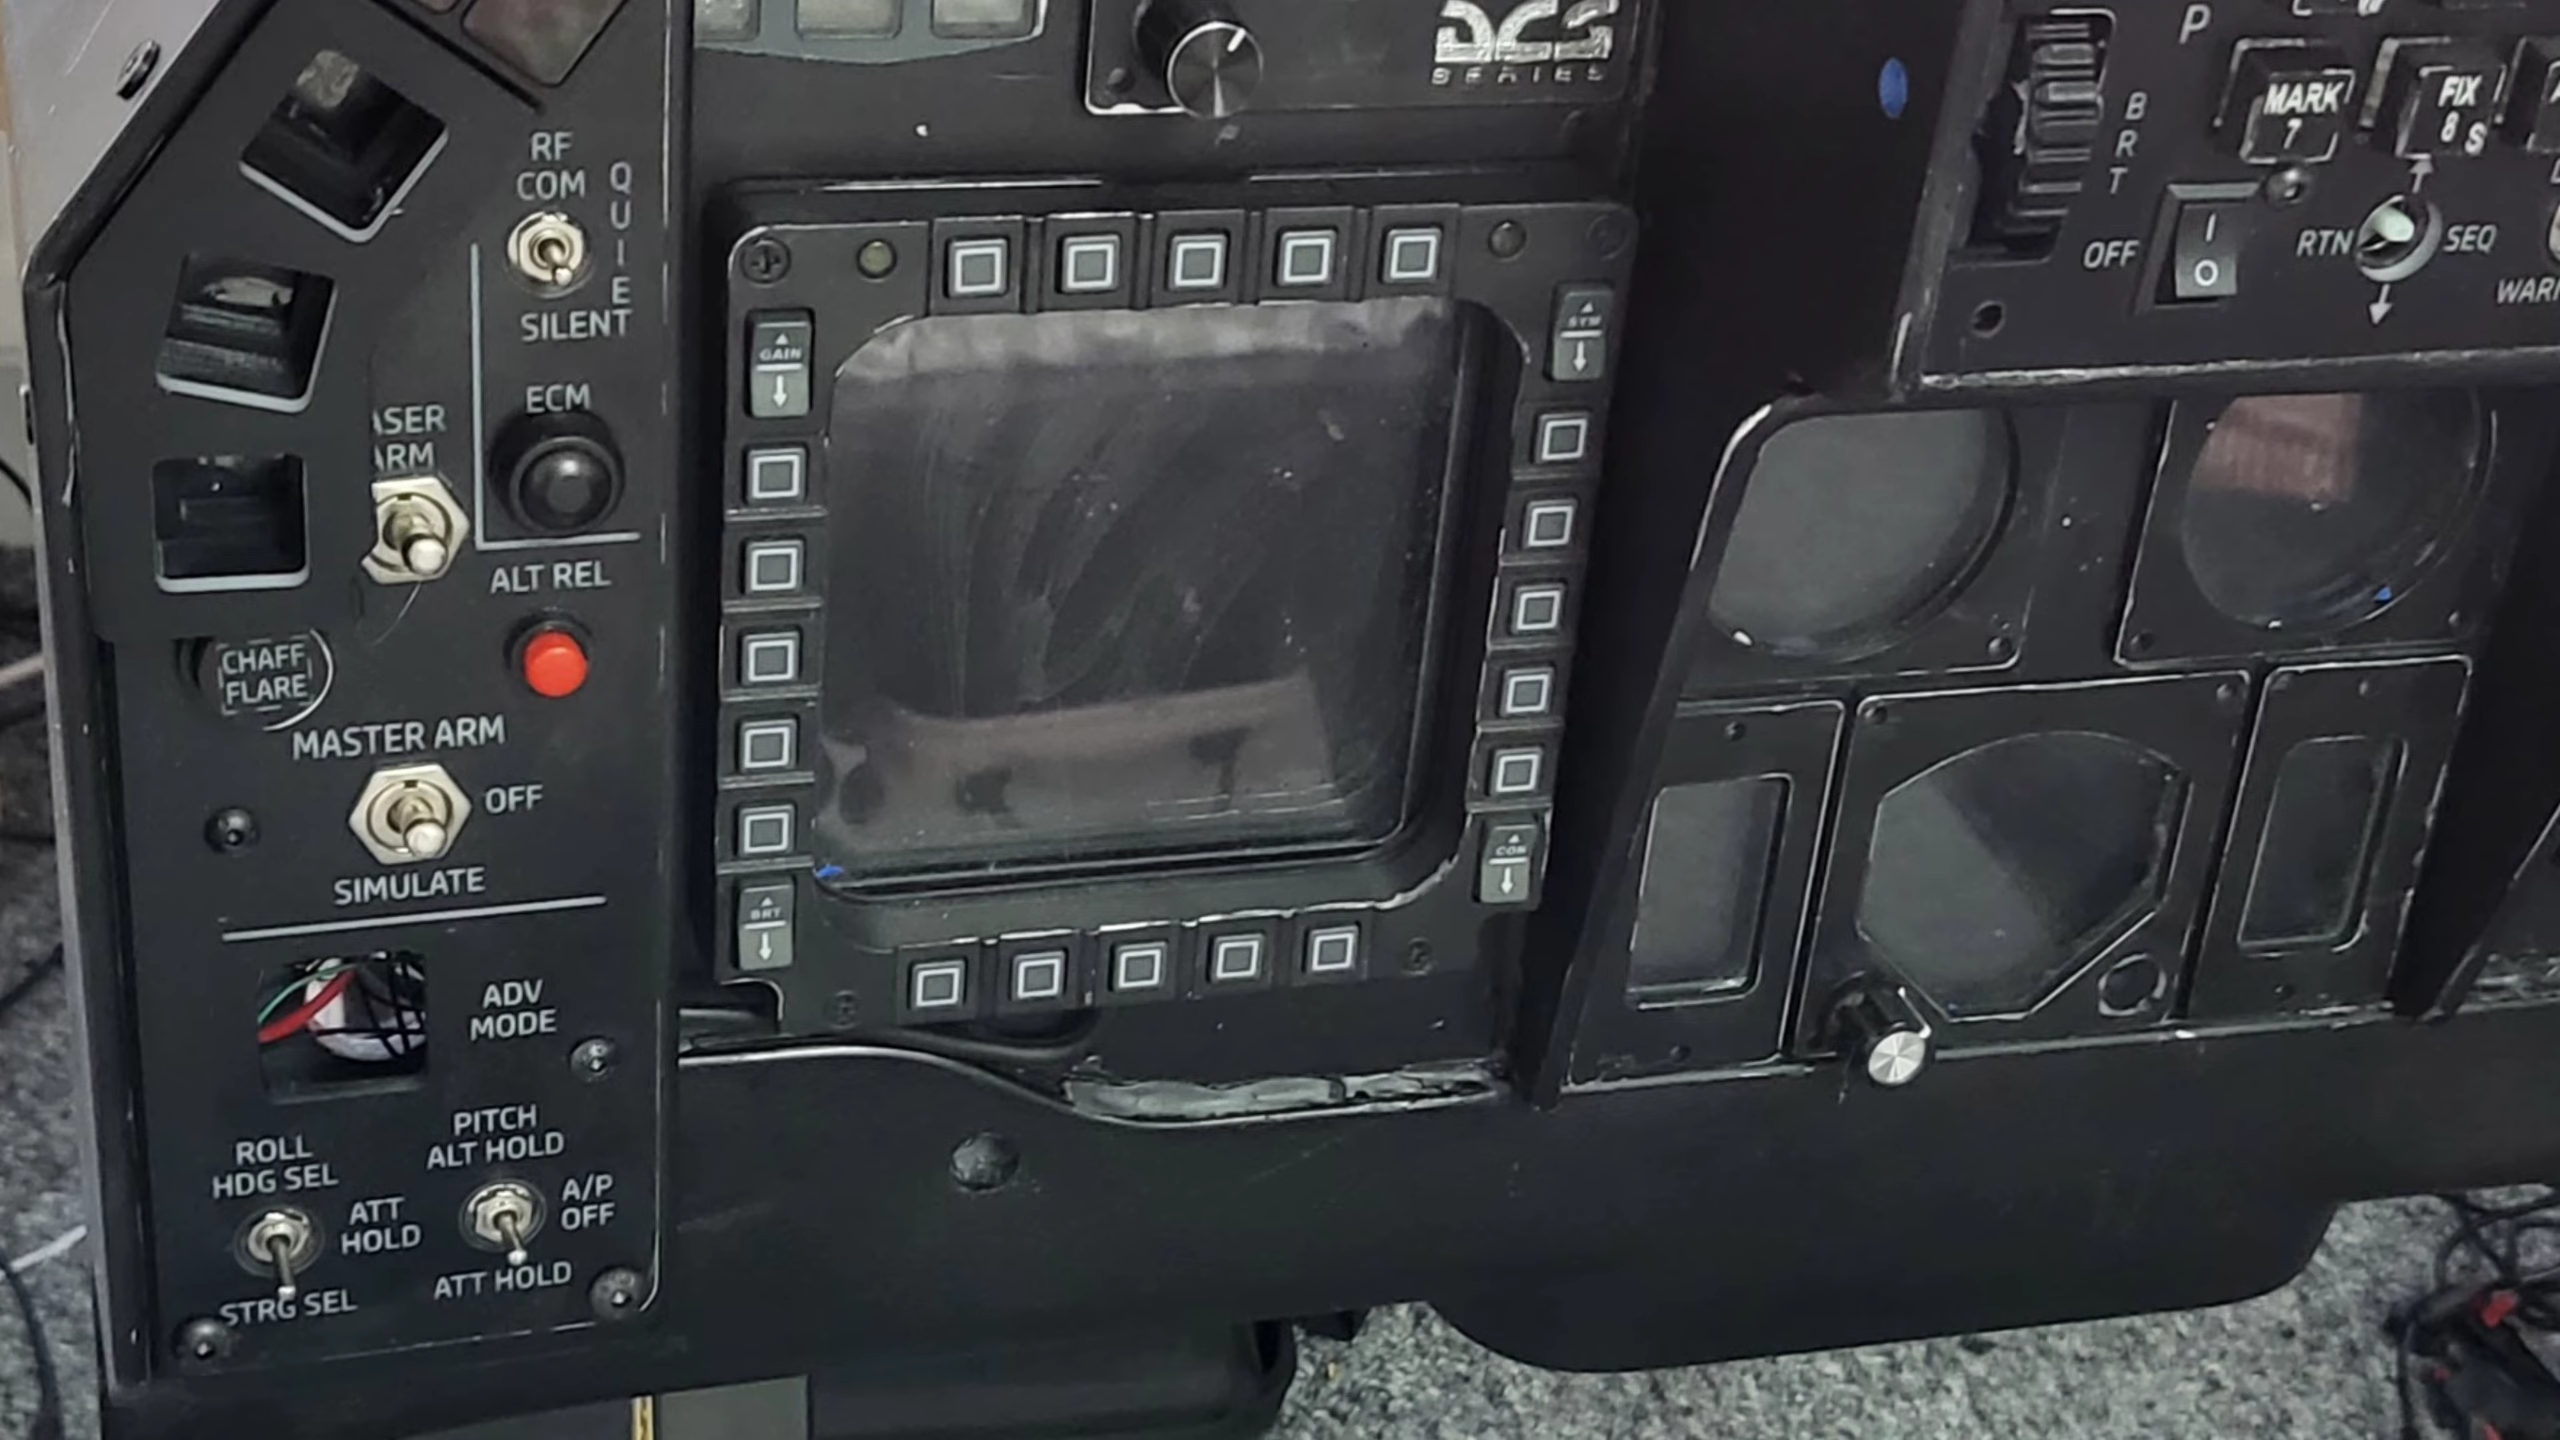 RF
COM
QUIET
SILENT
ECM
ASER
ARM
ALT REL
CHAFF
FLARE
MASTER ARM
OFF
SIMULATE
ADV
MODE
ROLL
HDG SEL
ATT
HOLD
STRG SEL
PITCH
ALT HOLD
A/P
OFF
ATT HOLD
DCS
SERIES
GAIN
SYM
BRT
CON
P
BRT
MARK
7
FIX
8 S
OFF
I
O
RTN
SEQ
WARN